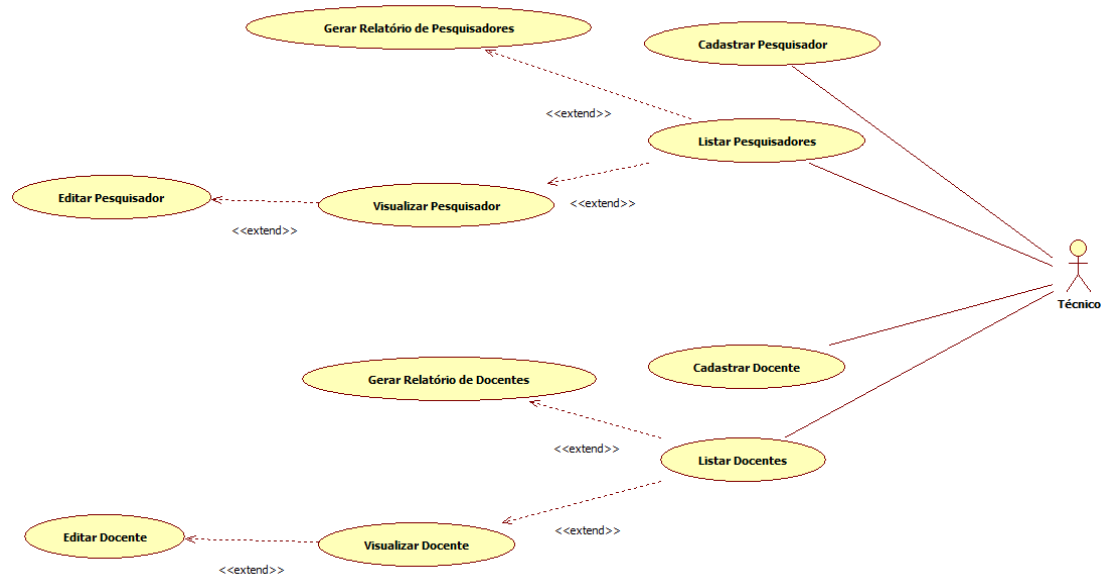 Gerar Relatório de Pesquisadores
Cadastrar Pesquisador
<<extend>>
Listar Pesquisadores
Editar Pesquisador
Visualizar Pesquisador
<<extend>>
<<extend>>
Técnico
Cadastrar Docente
Gerar Relatório de Docentes
<<extend>>
Listar Docentes
Editar Docente
Visualizar Docente
<<extend>>
<<extend>>